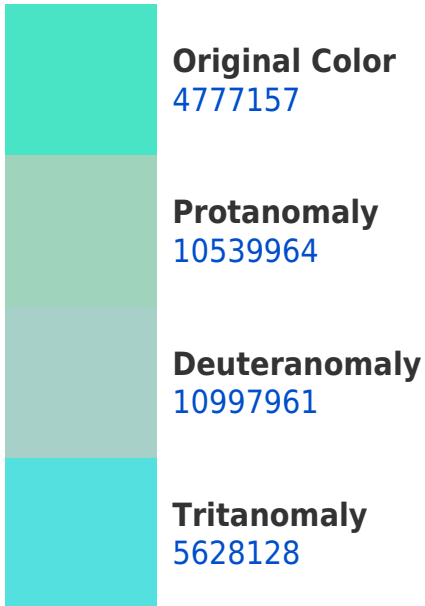 Original Color
4777157
Protanomaly
10539964
Deuteranomaly
10997961
Tritanomaly
5628128